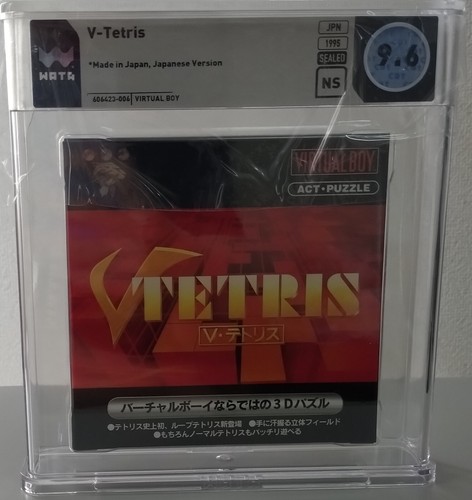 V-Tetris
*Made in Japan, Japanese Version
WATA
606423-006 VIRTUAL BOY
JPN
1995
SEALED
NS
9.6
VIRTUAL BOY
ACT・PUZZLE
V TETRIS
V・テトリス
バーチャルボーイならではの3Dパズル
●テトリス史上初、ループテトリス新登場 ●手に汗握る立体フィールド
●もちろんノーマルテトリスもバッチリ遊べる